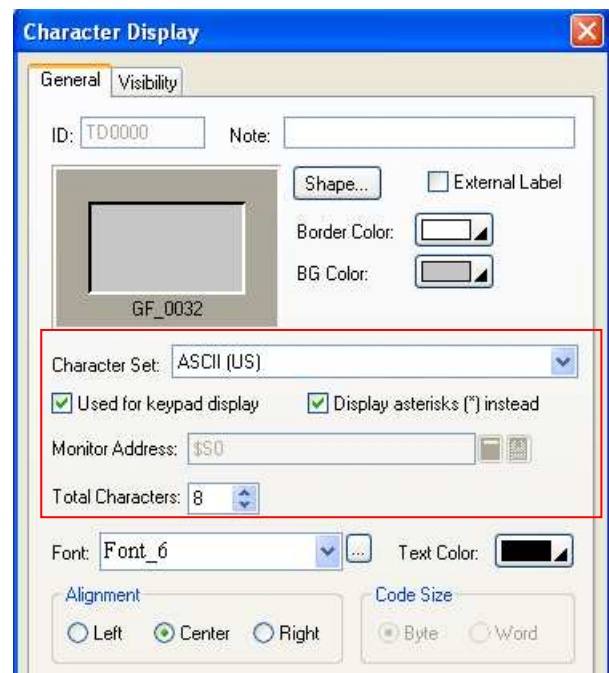 Character Display
General Visibility
ID: TD0000 Note:
Shape... External Label
Border Color:
BG Color:
GF_0032
Character Set: ASCII (US)
Used for keypad display Display asterisks (*) instead
Monitor Address: $S0
Total Characters: 8
Font: Font_6 ... Text Color:
Alignment Code Size
Left Center Right Byte Word